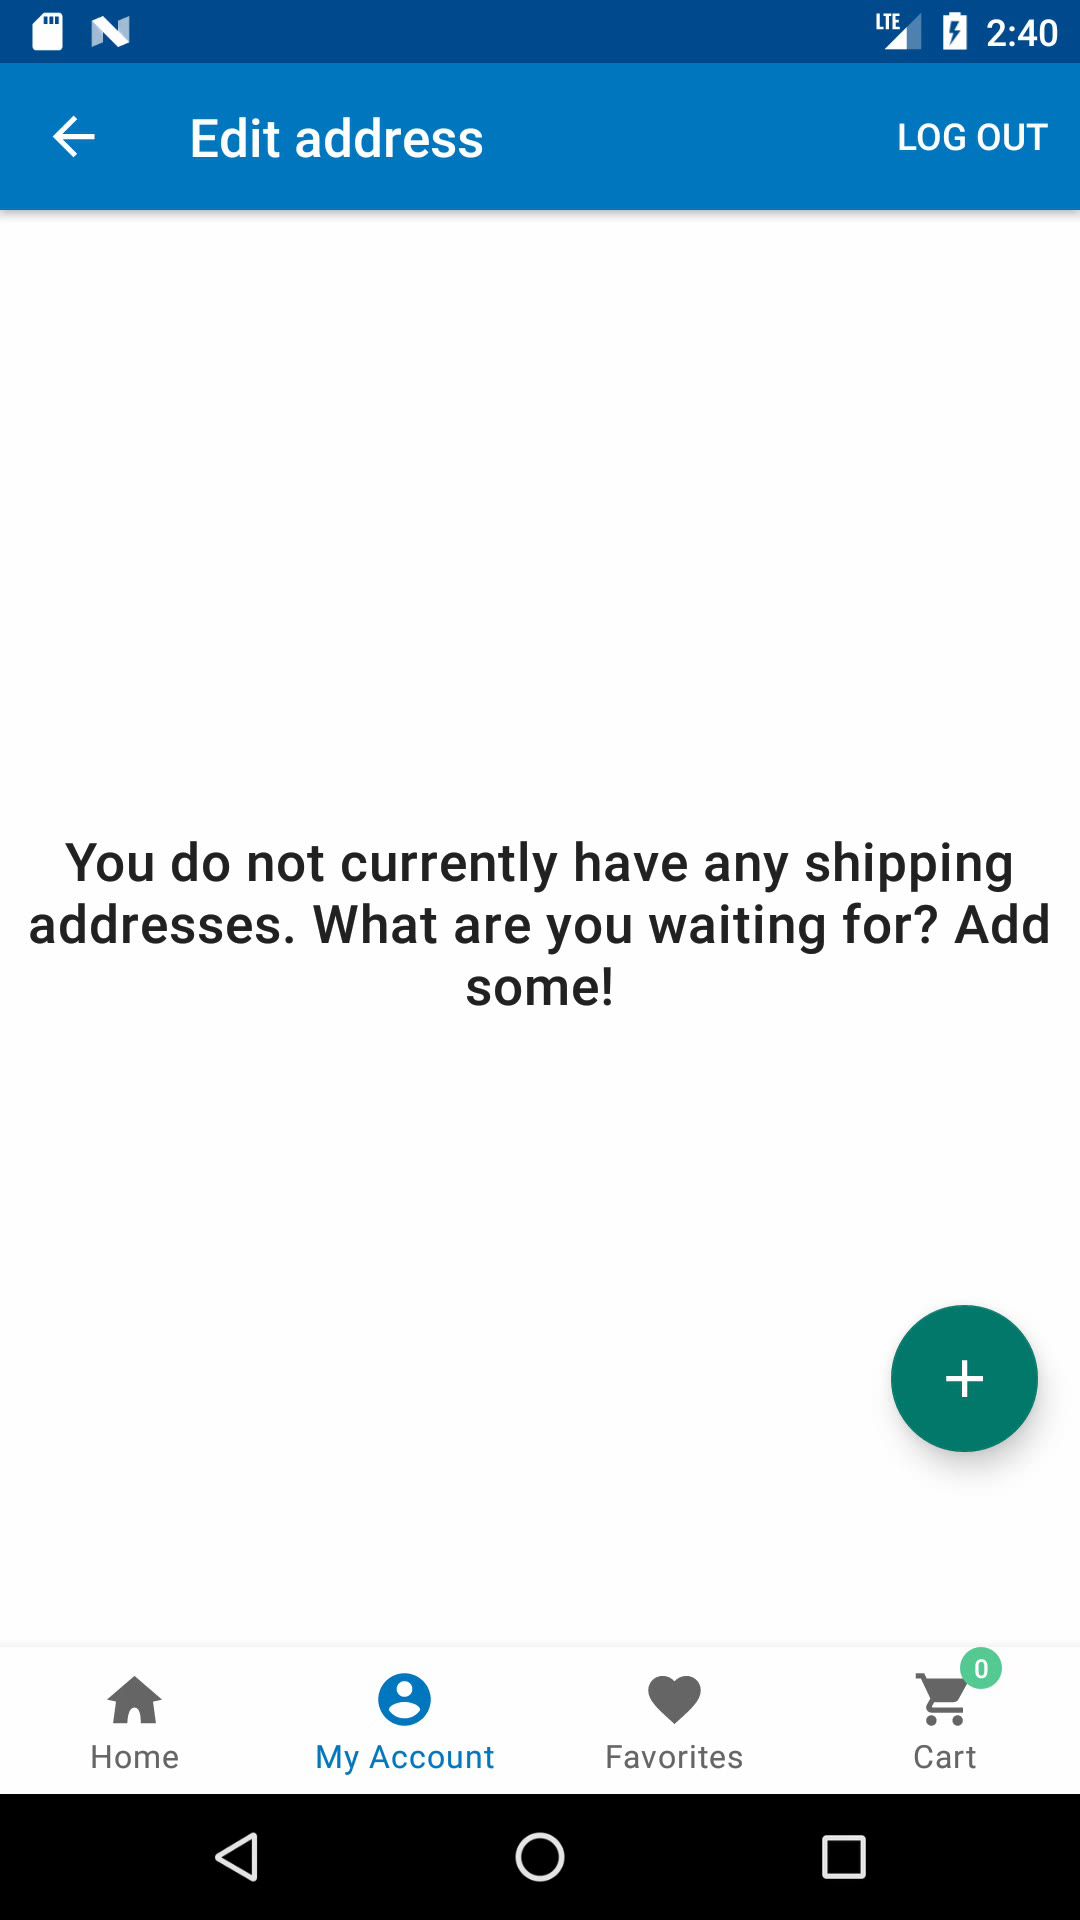 LTE 2:40
Edit address LOG OUT
You do not currently have any shipping
addresses. What are you waiting for? Add
some!
0
Home My Account Favorites Cart